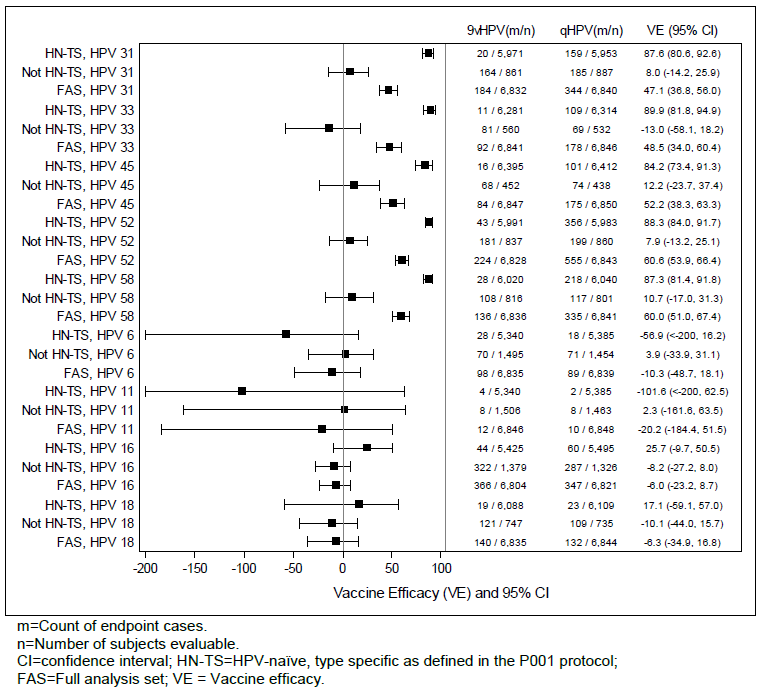 9vHPV(m/n) qHPV(m/n) VE (95% CI)
HN-TS, HPV 31 20 / 5,971 159 / 5,953 87.6 (80.6, 92.6)
Not HN-TS, HPV 31 164 / 861 185 / 887 8.0 (-14.2, 25.9)
FAS, HPV 31 184 / 6,832 344 / 6,840 47.1 (36.8, 56.0)
HN-TS, HPV 33 11 / 6,281 109 / 6,314 89.9 (81.8, 94.9)
Not HN-TS, HPV 33 81 / 560 69 / 532 -13.0 (-58.1, 18.2)
FAS, HPV 33 92 / 6,841 178 / 6,846 48.5 (34.0, 60.4)
HN-TS, HPV 45 16 / 6,395 101 / 6,412 84.2 (73.4, 91.3)
Not HN-TS, HPV 45 68 / 452 74 / 438 12.2 (-23.7, 37.4)
FAS, HPV 45 84 / 6,847 175 / 6,850 52.2 (38.3, 63.3)
HN-TS, HPV 52 43 / 5,991 356 / 5,983 88.3 (84.0, 91.7)
Not HN-TS, HPV 52 181 / 837 199 / 860 7.9 (-13.2, 25.1)
FAS, HPV 52 224 / 6,828 555 / 6,843 60.6 (53.9, 66.4)
HN-TS, HPV 58 28 / 6,020 218 / 6,040 87.3 (81.4, 91.8)
Not HN-TS, HPV 58 108 / 816 117 / 801 10.7 (-17.0, 31.3)
FAS, HPV 58 136 / 6,836 335 / 6,841 60.0 (51.0, 67.4)
HN-TS, HPV 6 28 / 5,340 18 / 5,385 -56.9 (<-200, 16.2)
Not HN-TS, HPV 6 70 / 1,495 71 / 1,454 3.9 (-33.9, 31.1)
FAS, HPV 6 98 / 6,835 89 / 6,839 -10.3 (-48.7, 18.1)
HN-TS, HPV 11 4 / 5,340 2 / 5,385 -101.6 (<-200, 62.5)
Not HN-TS, HPV 11 8 / 1,506 8 / 1,463 2.3 (-161.6, 63.5)
FAS, HPV 11 12 / 6,846 10 / 6,848 -20.2 (-184.4, 51.5)
HN-TS, HPV 16 44 / 5,425 60 / 5,495 25.7 (-9.7, 50.5)
Not HN-TS, HPV 16 322 / 1,379 287 / 1,326 -8.2 (-27.2, 8.0)
FAS, HPV 16 366 / 6,804 347 / 6,821 -6.0 (-23.2, 8.7)
HN-TS, HPV 18 19 / 6,088 23 / 6,109 17.1 (-59.1, 57.0)
Not HN-TS, HPV 18 121 / 747 109 / 735 -10.1 (-44.0, 15.7)
FAS, HPV 18 140 / 6,835 132 / 6,844 -6.3 (-34.9, 16.8)
-200 -100 -50 0 50 100
Vaccine Efficacy (VE) and 95% CI
m=Count of endpoint cases.
n=Number of subjects evaluable.
CI=confidence interval; HN-TS=HPV-naïve, type specific as defined in the P001 protocol;
FAS=Full analysis set; VE = Vaccine efficacy.